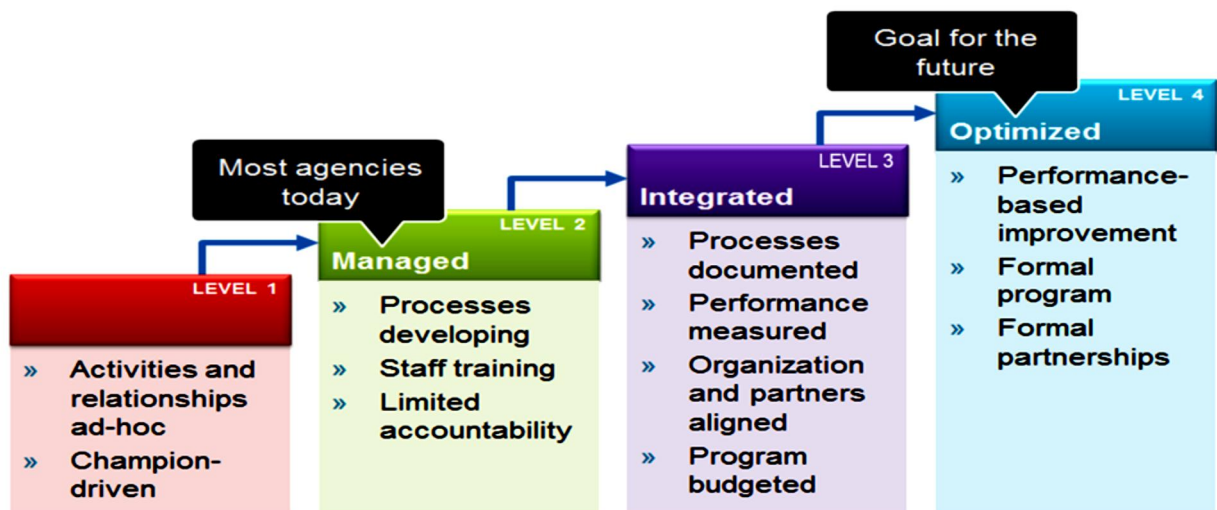 LEVEL 1
» Activities and
relationships
ad-hoc
» Champion-
driven
Most agencies
today
LEVEL 2
Managed
» Processes
developing
» Staff training
» Limited
accountability
LEVEL 3
Integrated
» Processes
documented
» Performance
measured
» Organization
and partners
aligned
» Program
budgeted
Goal for the
future
LEVEL 4
Optimized
» Performance-
based
improvement
» Formal
program
» Formal
partnerships